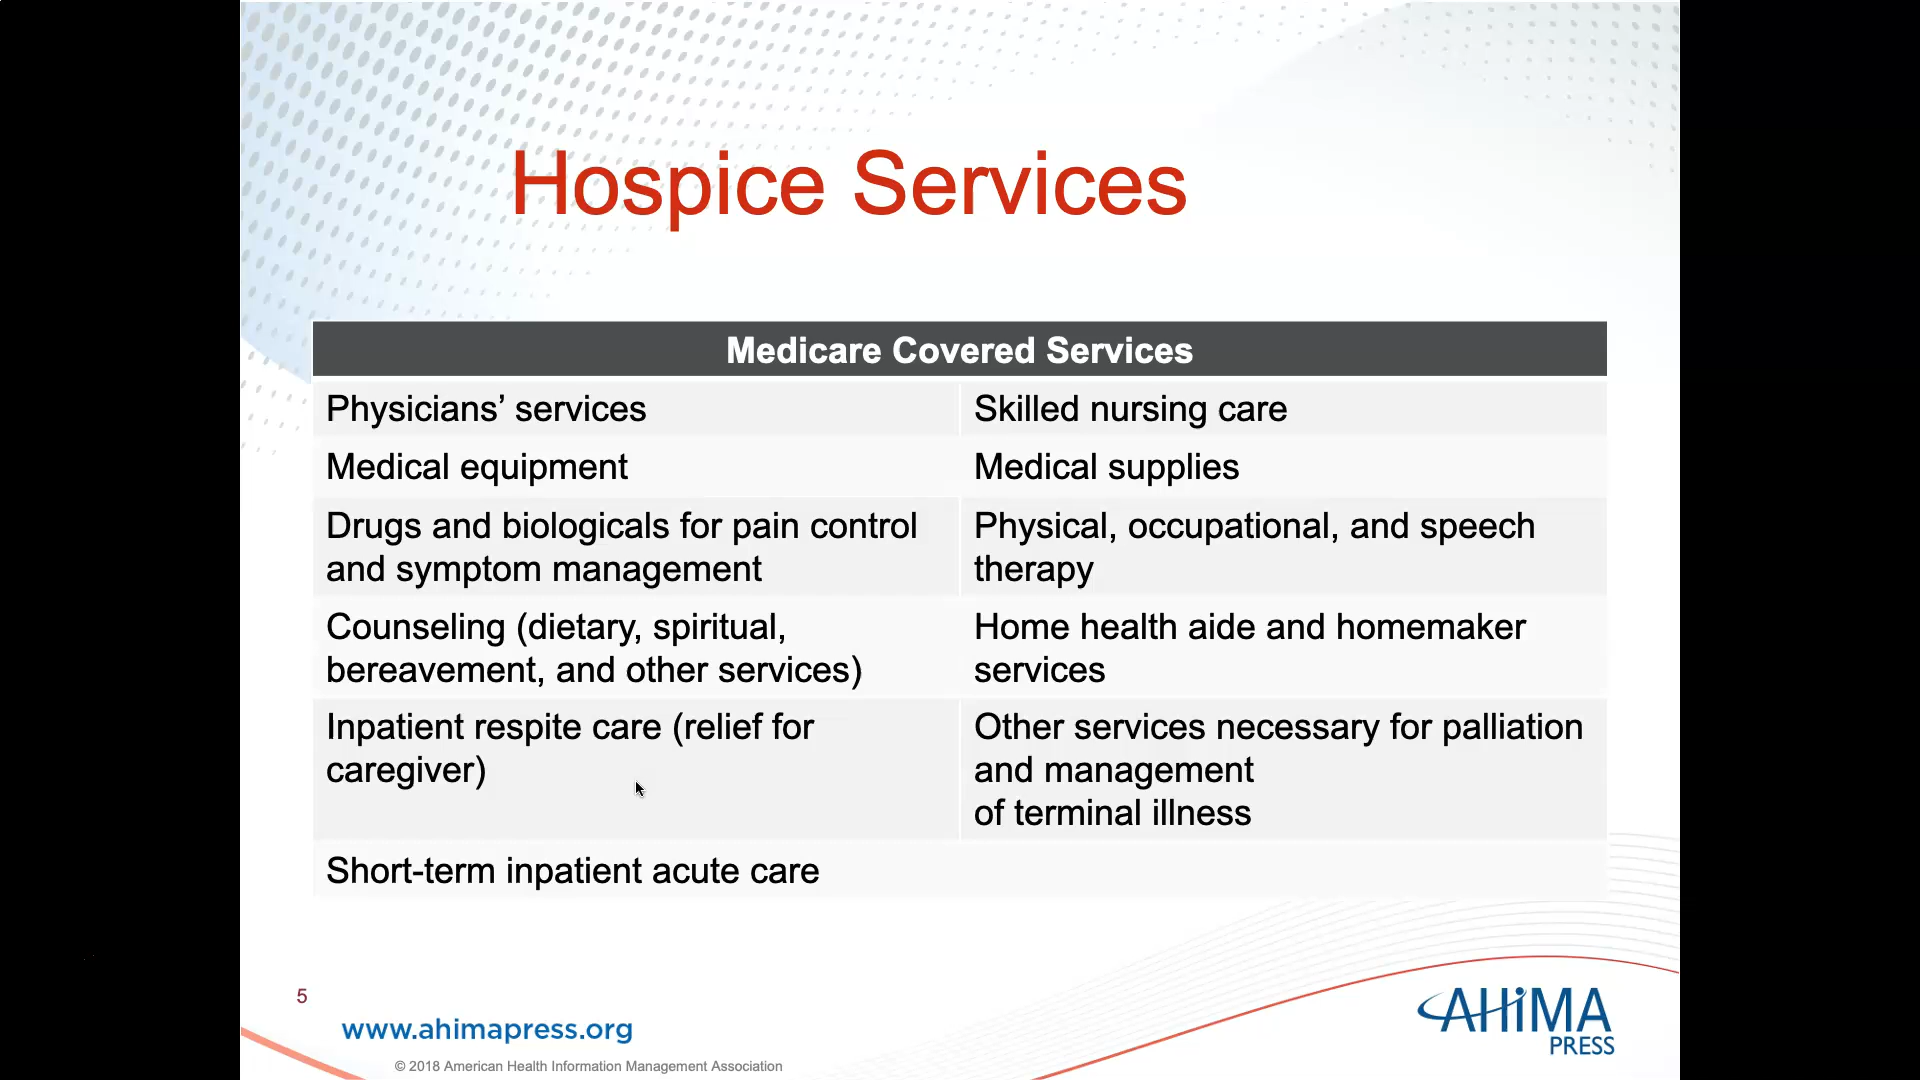 Hospice Services
Medicare Covered Services
Physicians’ services
Skilled nursing care
Medical equipment
Medical supplies
Drugs and biologicals for pain control
and symptom management
Physical, occupational, and speech
therapy
Counseling (dietary, spiritual,
bereavement, and other services)
Home health aide and homemaker
services
Inpatient respite care (relief for
caregiver)
Other services necessary for palliation
and management
of terminal illness
Short-term inpatient acute care
5
www.ahimapress.org
© 2018 American Health Information Management Association
AHiMA
PRESS